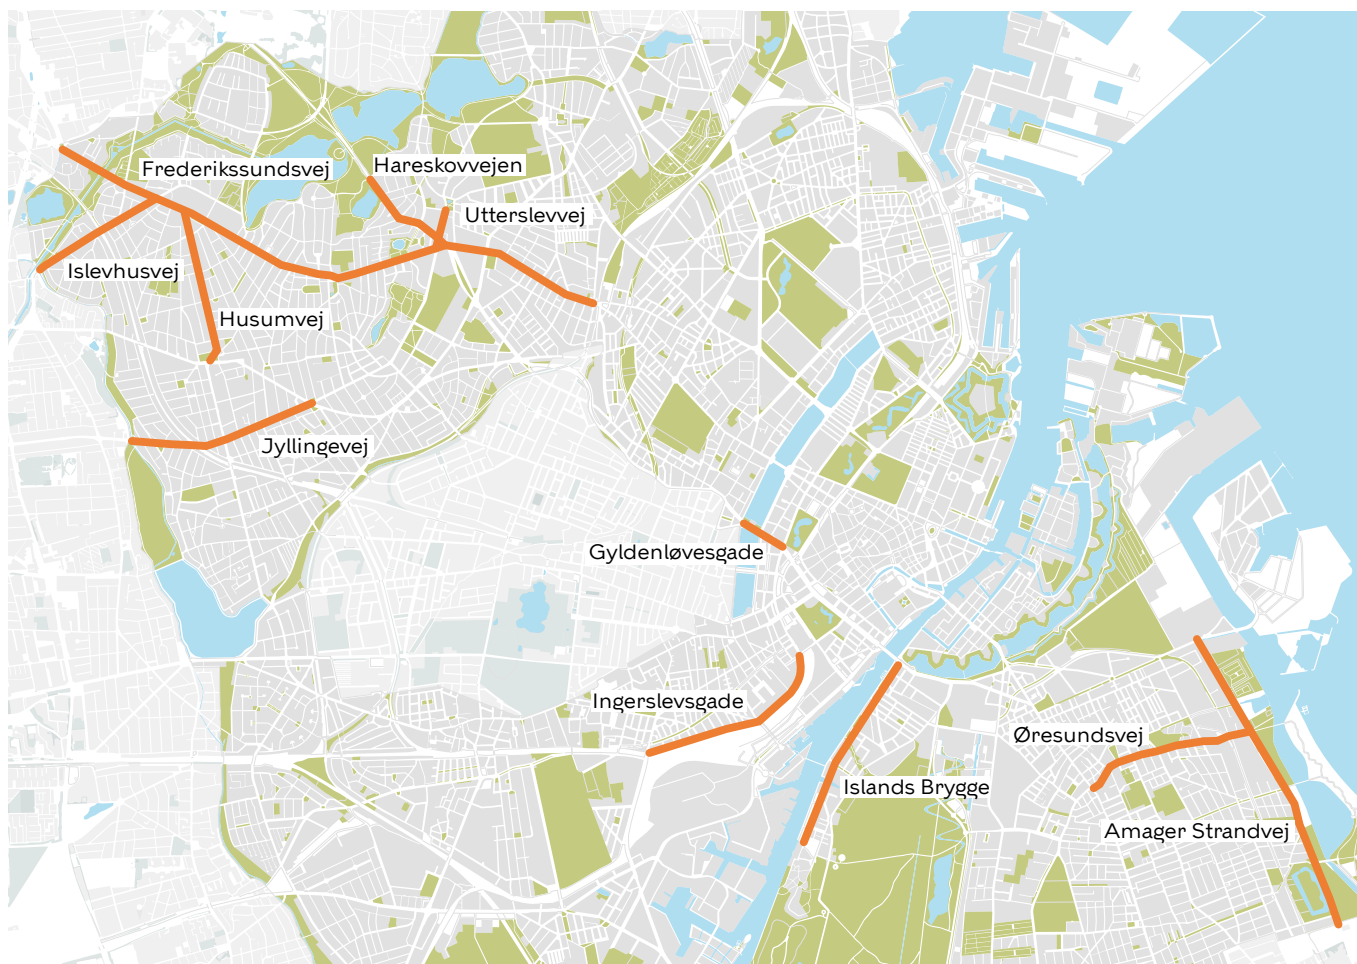 Frederikssundsvej
Hareskovvejen
Utterslevvej
Islevhusvej
Husumvej
Jyllingevej
Gyldenløvesgade
Ingerslevsgade
Øresundsvej
Islands Brygge
Amager Strandvej